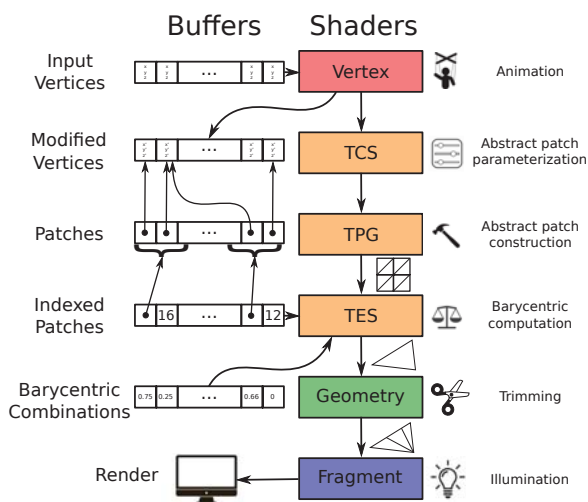 Buffers Shaders
Input
Vertices
x y z x y z ... x y z x y z
Vertex
Animation
Modified
Vertices
x' y' z' x' y' z' ... x' y' z' x' y' z'
TCS
Abstract patch
parameterization
Patches
...
TPG
Abstract patch
construction
Indexed
Patches
16 ... 12
TES
Barycentric
computation
Barycentric
Combinations
0.75 0.25 ... 0.66 0
Geometry
Trimming
Render
Fragment
Illumination